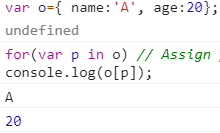 var o={ name:'A', age:20};
undefined
for(var p in o) // Assign
console.log(o[p]);
A
20